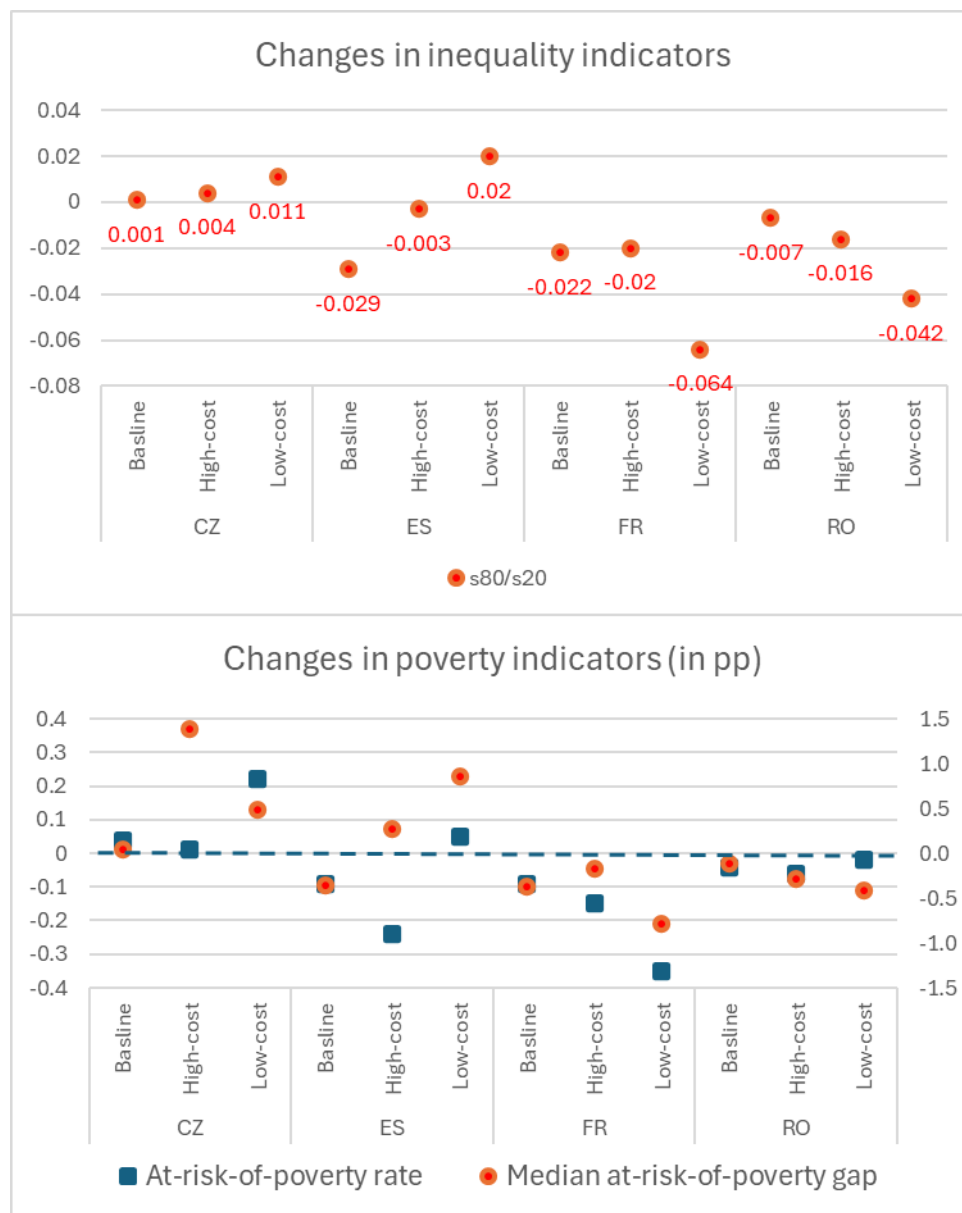 Changes in inequality indicators
0.04
0.02
0
-0.02
-0.04
-0.06
-0.08
0.001
0.004
0.011
-0.029
-0.003
0.02
-0.022
-0.02
-0.064
-0.007
-0.016
-0.042
Basline
High-cost
Low-cost
Basline
High-cost
Low-cost
Basline
High-cost
Low-cost
Basline
High-cost
Low-cost
CZ ES FR RO
s80/s20
Changes in poverty indicators (in pp)
0.4 1.5
0.3
0.2 1.0
0.1 0.5
0 0.0
-0.1 -0.5
-0.2
-0.3 -1.0
-0.4 -1.5
Basline
High-cost
Low-cost
Basline
High-cost
Low-cost
Basline
High-cost
Low-cost
Basline
High-cost
Low-cost
CZ ES FR RO
At-risk-of-poverty rate Median at-risk-of-poverty gap